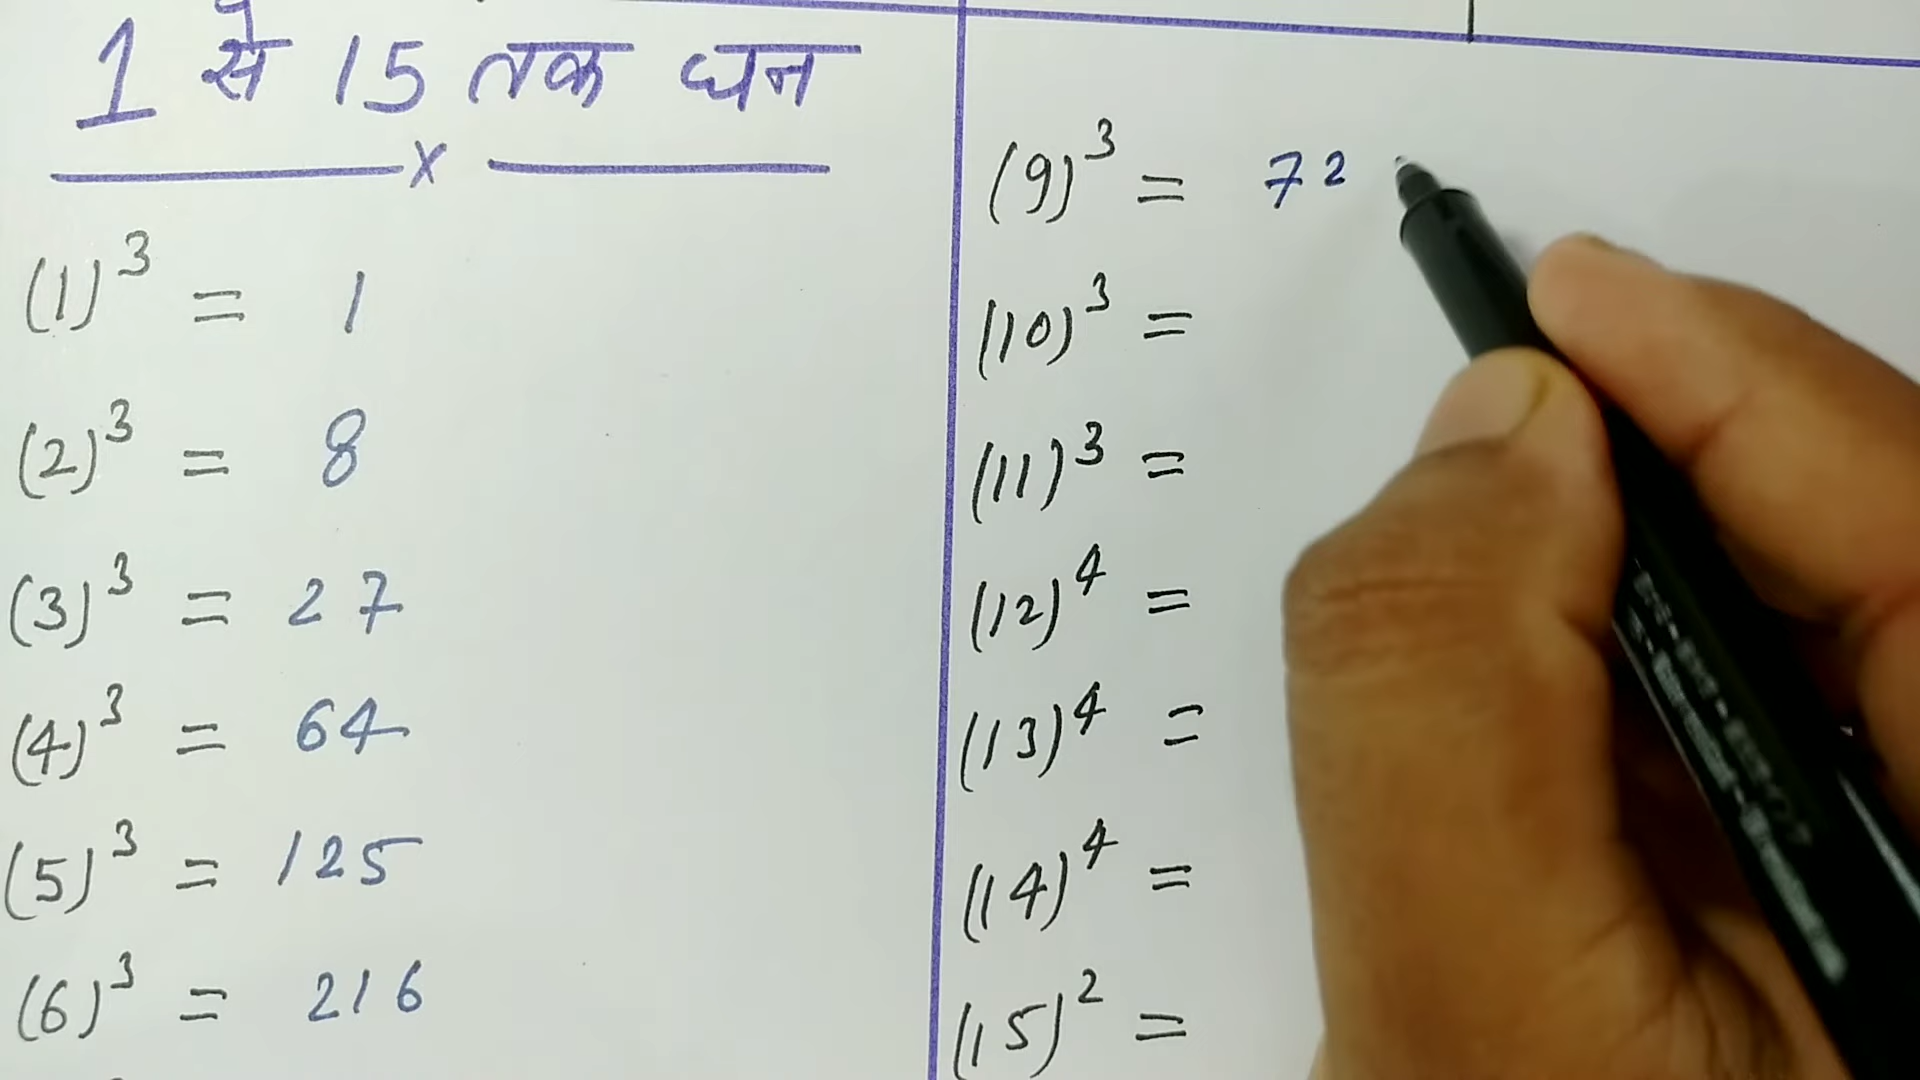 1 से 15 तक घन
x
(1)³ = 1
(2)³ = 8
(3)³ = 27
(4)³ = 64
(5)³ = 125
(6)³ = 216
(9)³ = 72
(10)³ =
(11)³ =
(12)⁴ =
(13)⁴ =
(14)⁴ =
(15)² =